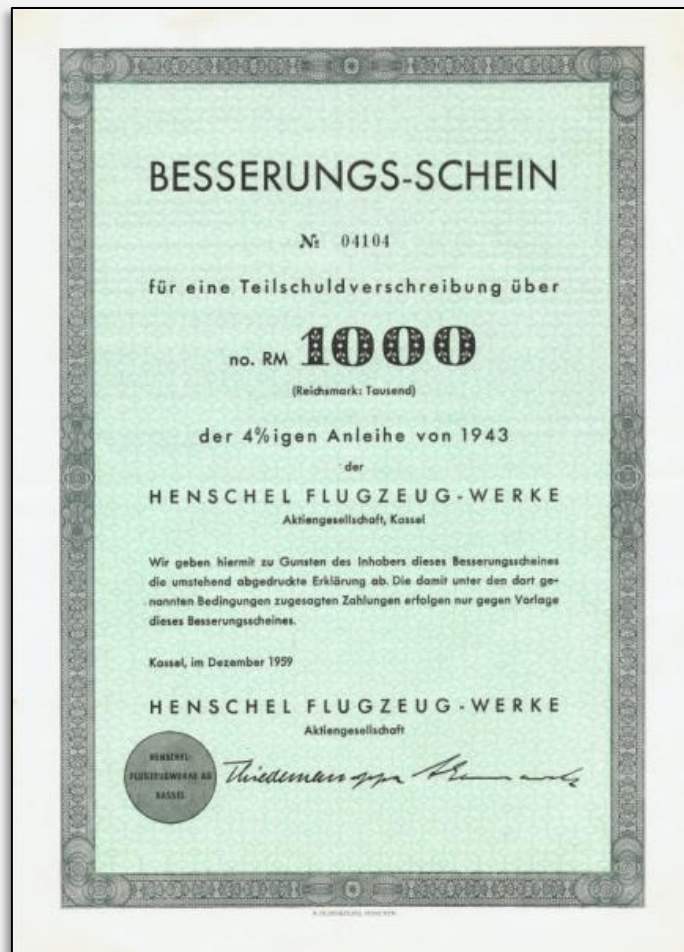 BESSERUNGS-SCHEIN
№ 04104
für eine Teilschuldverschreibung über
no. RM 1000
(Reichsmark: Tausend)
der 4%igen Anleihe von 1943
der
HENSCHEL FLUGZEUG-WERKE
Aktiengesellschaft, Kassel
Wir geben hiermit zu Gunsten des Inhabers dieses Besserungsscheines
die umstehend abgedruckte Erklärung ab. Die damit unter den dort ge-
nannten Bedingungen zugesagten Zahlungen erfolgen nur gegen Vorlage
dieses Besserungsscheines.
Kassel, im Dezember 1959
HENSCHEL FLUGZEUG-WERKE
Aktiengesellschaft
HENSCHEL-
FLUGZEUGWERKE AG
KASSEL
Thiedemann ppa